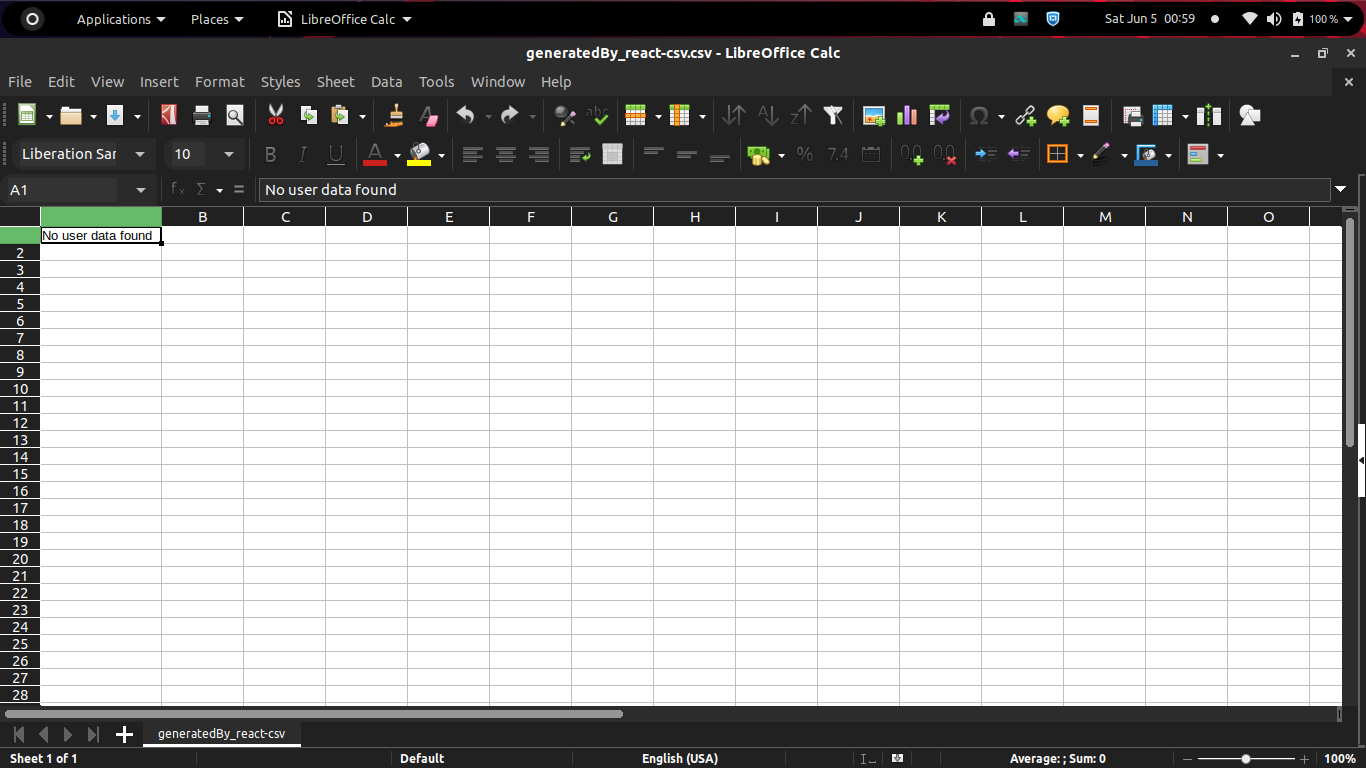 Applications Places LibreOffice Calc Sat Jun 5 00:59 100 %
generatedBy_react-csv.csv - LibreOffice Calc
File Edit View Insert Format Styles Sheet Data Tools Window Help
abc
Liberation Sar 10 B I U A % 7.4
A1 fx Σ = No user data found
B C D E F G H I J K L M N O
No user data found
2
3
4
5
6
7
8
9
10
11
12
13
14
15
16
17
18
19
20
21
22
23
24
25
26
27
28
generatedBy_react-csv
Sheet 1 of 1 Default English (USA) Average: ; Sum: 0 100%